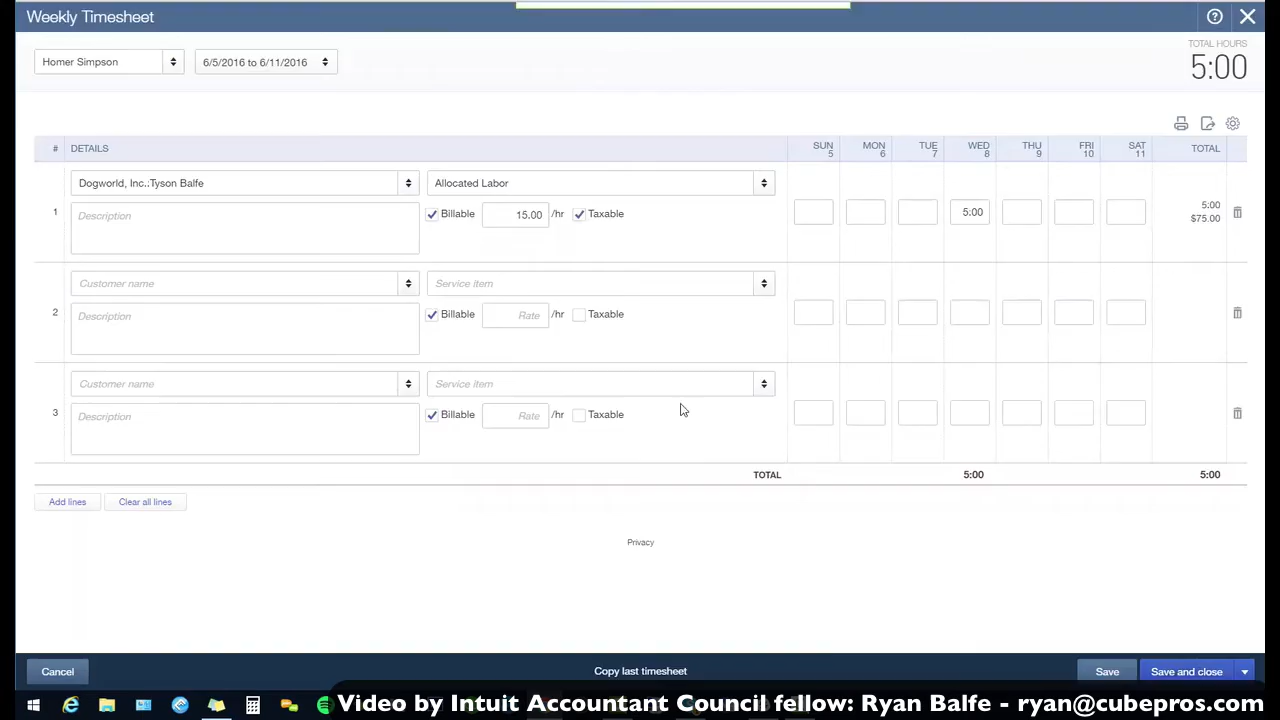 Weekly Timesheet
Homer Simpson
6/5/2016 to 6/11/2016
TOTAL HOURS
5:00
# DETAILS SUN 5 MON 6 TUE 7 WED 8 THU 9 FRI 10 SAT 11 TOTAL
1
Dogworld, Inc.:Tyson Balfe
Allocated Labor
Description
Billable 15.00 /hr Taxable
5:00
5:00
$75.00
2
Customer name
Service item
Description
Billable Rate /hr Taxable
3
Customer name
Service item
Description
Billable Rate /hr Taxable
TOTAL 5:00 5:00
Add lines
Clear all lines
Privacy
Cancel
Copy last timesheet
Save
Save and close
Video by Intuit Accountant Council fellow: Ryan Balfe - ryan@cubepros.com